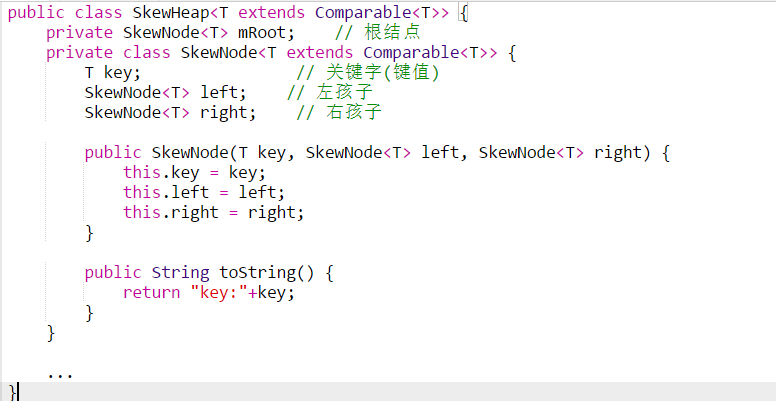 public class SkewHeap<T extends Comparable<T>> {
    private SkewNode<T> mRoot;    // 根结点
    private class SkewNode<T extends Comparable<T>> {
        T key;                // 关键字(键值)
        SkewNode<T> left;    // 左孩子
        SkewNode<T> right;    // 右孩子

        public SkewNode(T key, SkewNode<T> left, SkewNode<T> right) {
            this.key = key;
            this.left = left;
            this.right = right;
        }

        public String toString() {
            return "key:"+key;
        }
    }

    ...
}